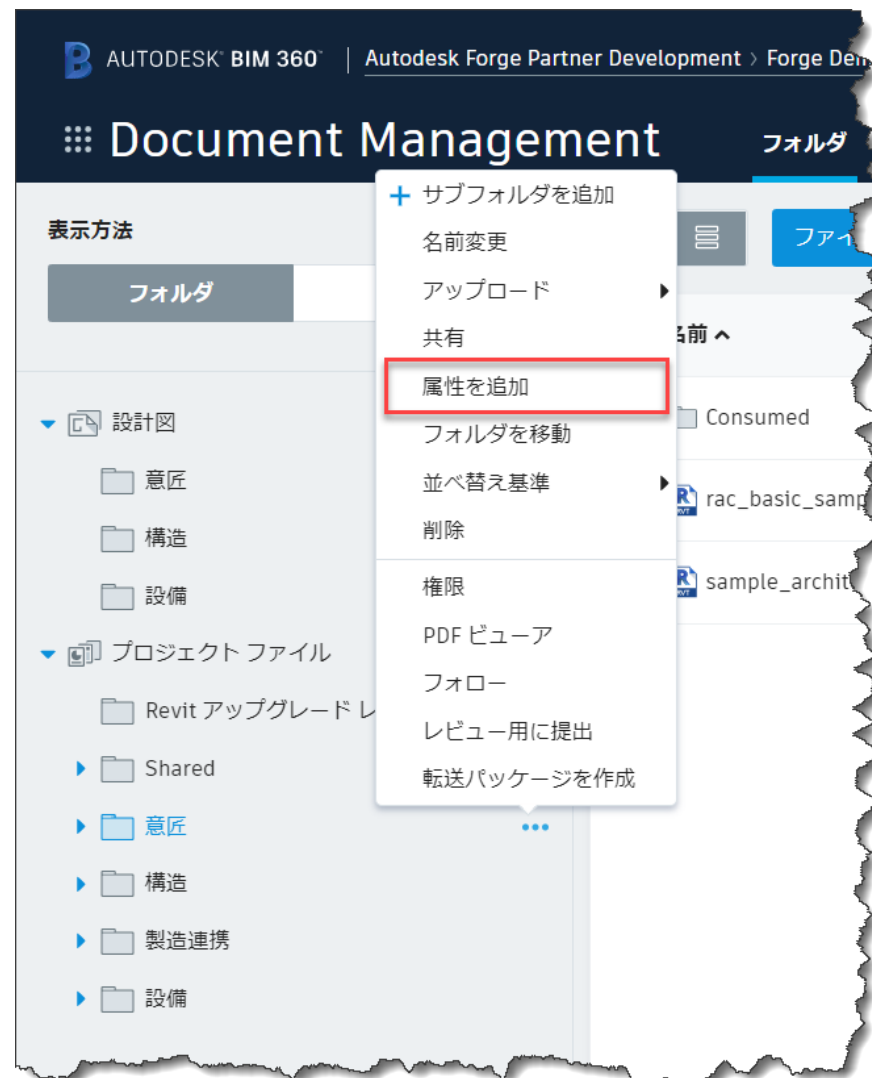 AUTODESK® BIM 360™ | Autodesk Forge Partner Development > Forge
Document Management
フォルダ
表示方法
フォルダ
サブフォルダを追加
名前変更
アップロード
共有
属性を追加
フォルダを移動
並べ替え基準
削除
権限
PDF ビューア
フォロー
レビュー用に提出
転送パッケージを作成
設計図
意匠
構造
設備
プロジェクト ファイル
Revit アップグレード レ
Shared
意匠
構造
製造連携
設備
ファイ
名前
Consumed
rac_basic_samp
sample_archit